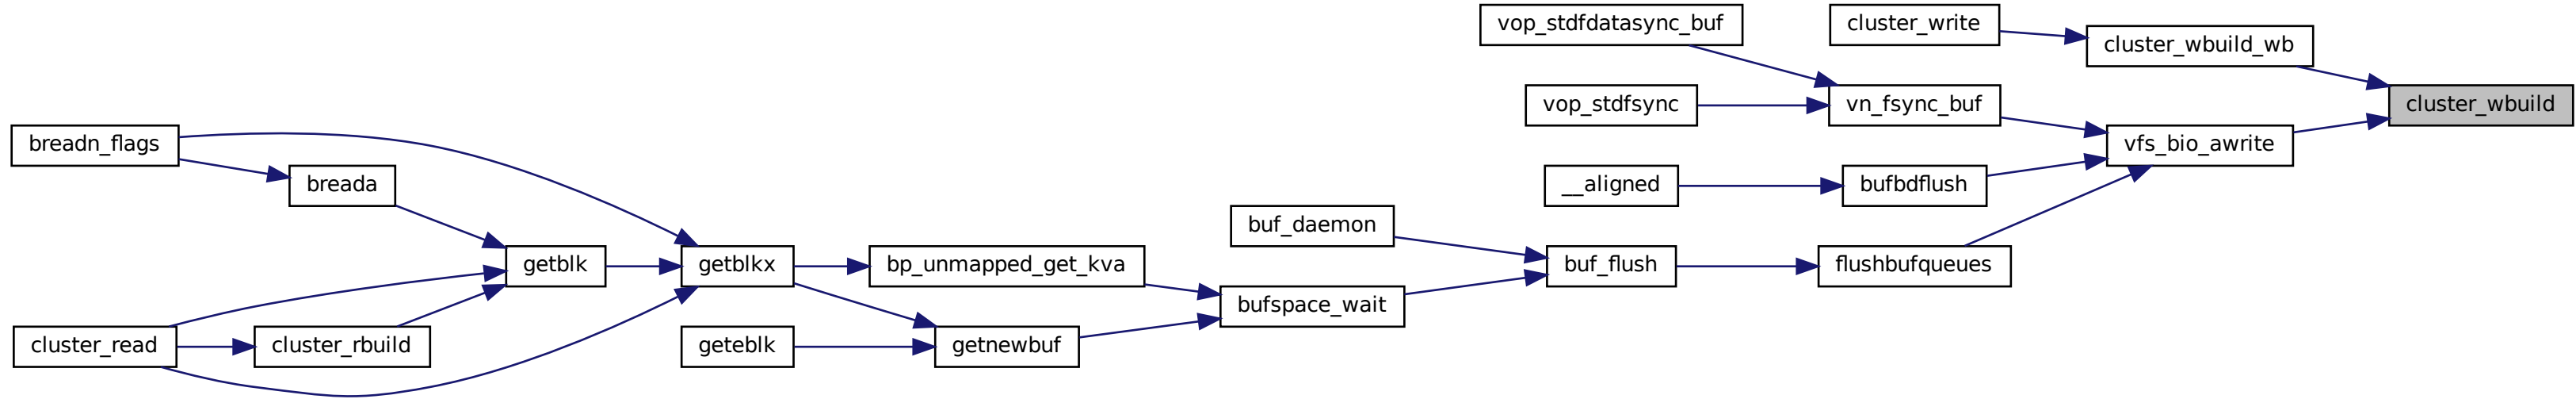 vop_stdfdatasync_buf
cluster_write
cluster_wbuild_wb
vop_stdfsync
vn_fsync_buf
cluster_wbuild
breadn_flags
vfs_bio_awrite
breada
__aligned
bufbdflush
buf_daemon
getblk
getblkx
bp_unmapped_get_kva
buf_flush
flushbufqueues
bufspace_wait
cluster_read
cluster_rbuild
geteblk
getnewbuf